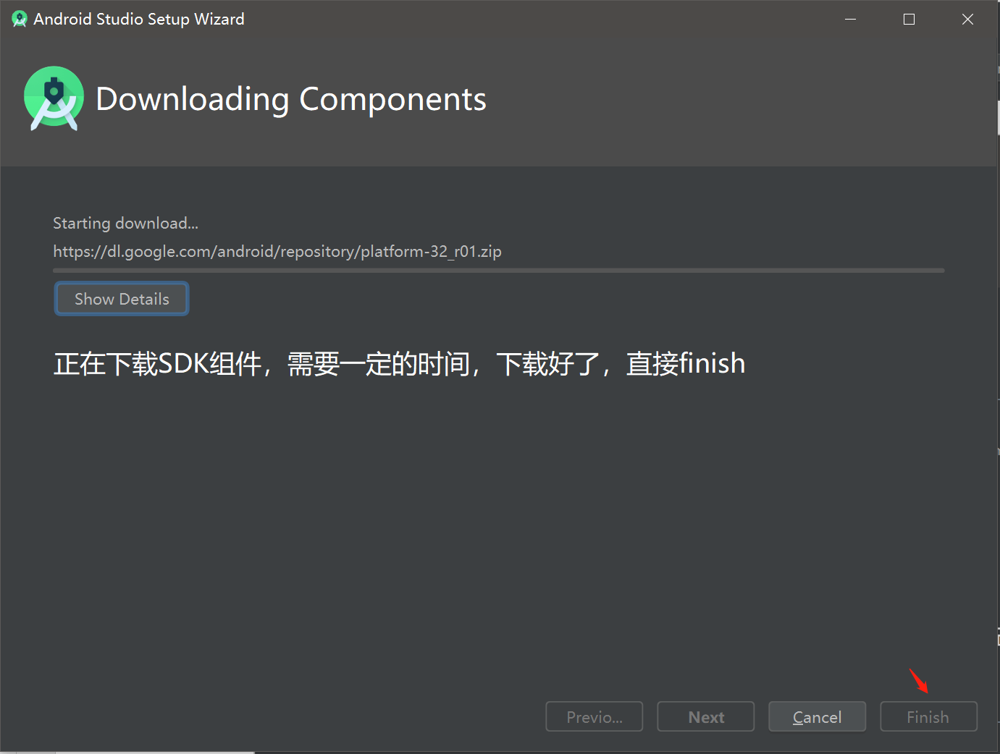 Android Studio Setup Wizard
Downloading Components
Starting download...
https://dl.google.com/android/repository/platform-32_r01.zip
Show Details
正在下载SDK组件，需要一定的时间，下载好了，直接finish
Previo...
Next
Cancel
Finish